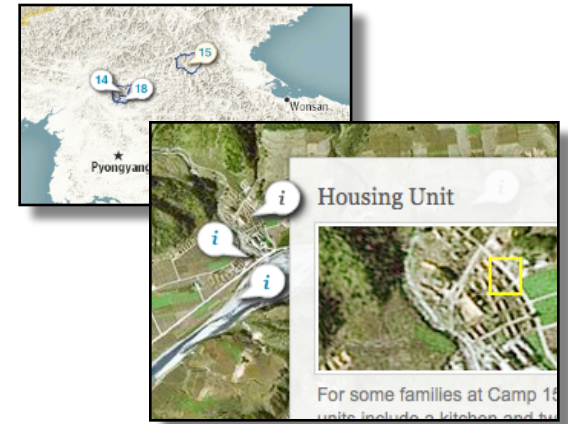 15
14
18
Wonsan
Pyongyang
i
Housing Unit
i
i
i
For some families at Camp 15
units include a kitchen and tw